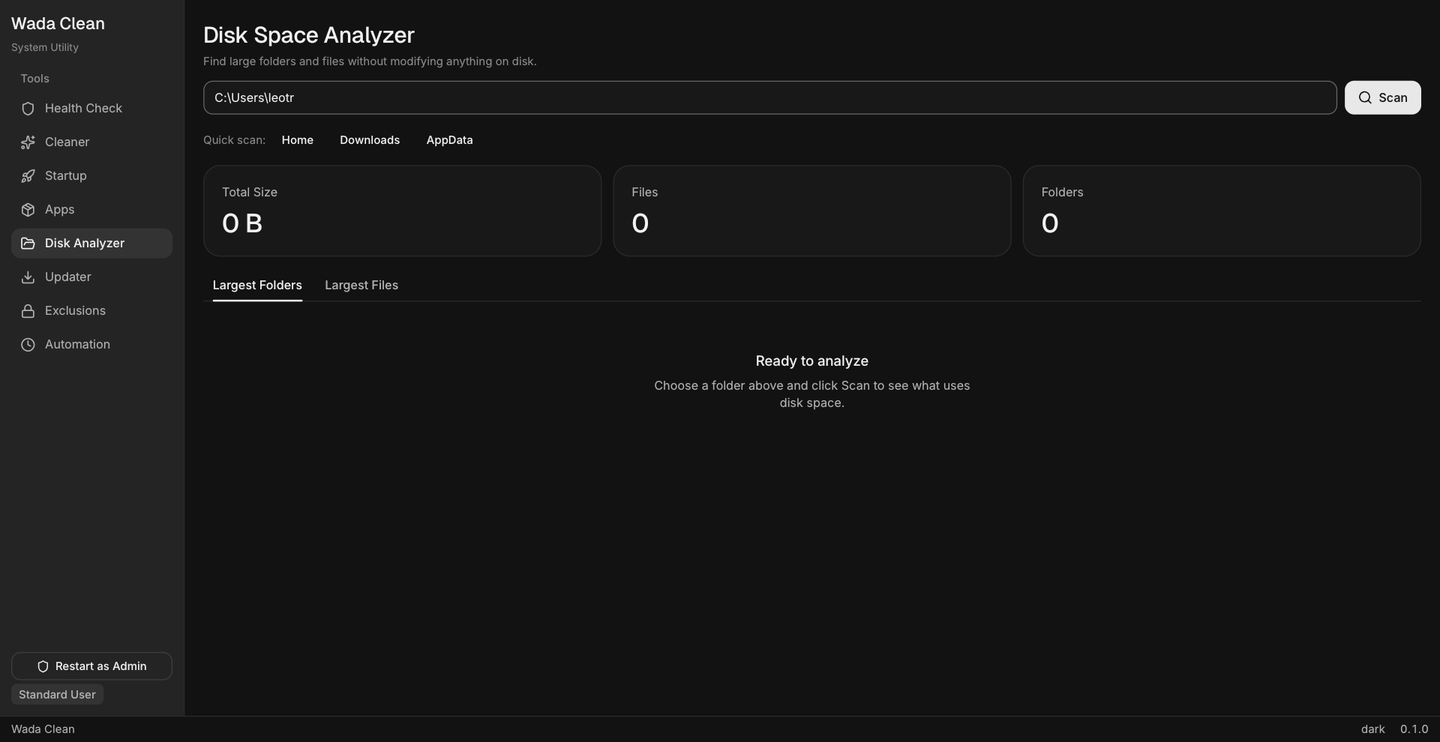 Wada Clean
System Utility
Tools
Health Check
Cleaner
Startup
Apps
Disk Analyzer
Updater
Exclusions
Automation
Restart as Admin
Standard User
Disk Space Analyzer
Find large folders and files without modifying anything on disk.
C:\Users\leotr
Scan
Quick scan: Home Downloads AppData
Total Size
0 B
Files
0
Folders
0
Largest Folders Largest Files
Ready to analyze
Choose a folder above and click Scan to see what uses
disk space.
Wada Clean
dark 0.1.0